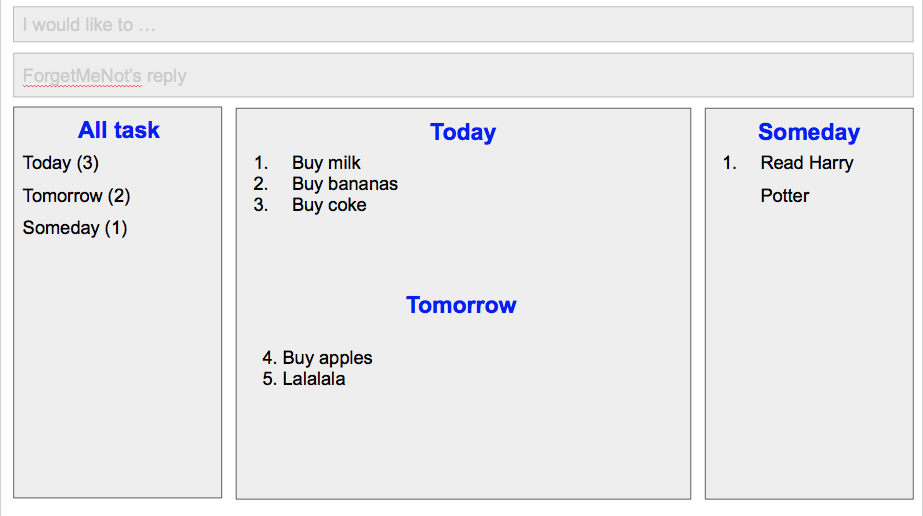 I would like to …
ForgetMeNot's reply
All task
Today (3)
Tomorrow (2)
Someday (1)
Today
1. Buy milk
2. Buy bananas
3. Buy coke
Tomorrow
4. Buy apples
5. Lalalala
Someday
1. Read Harry
Potter